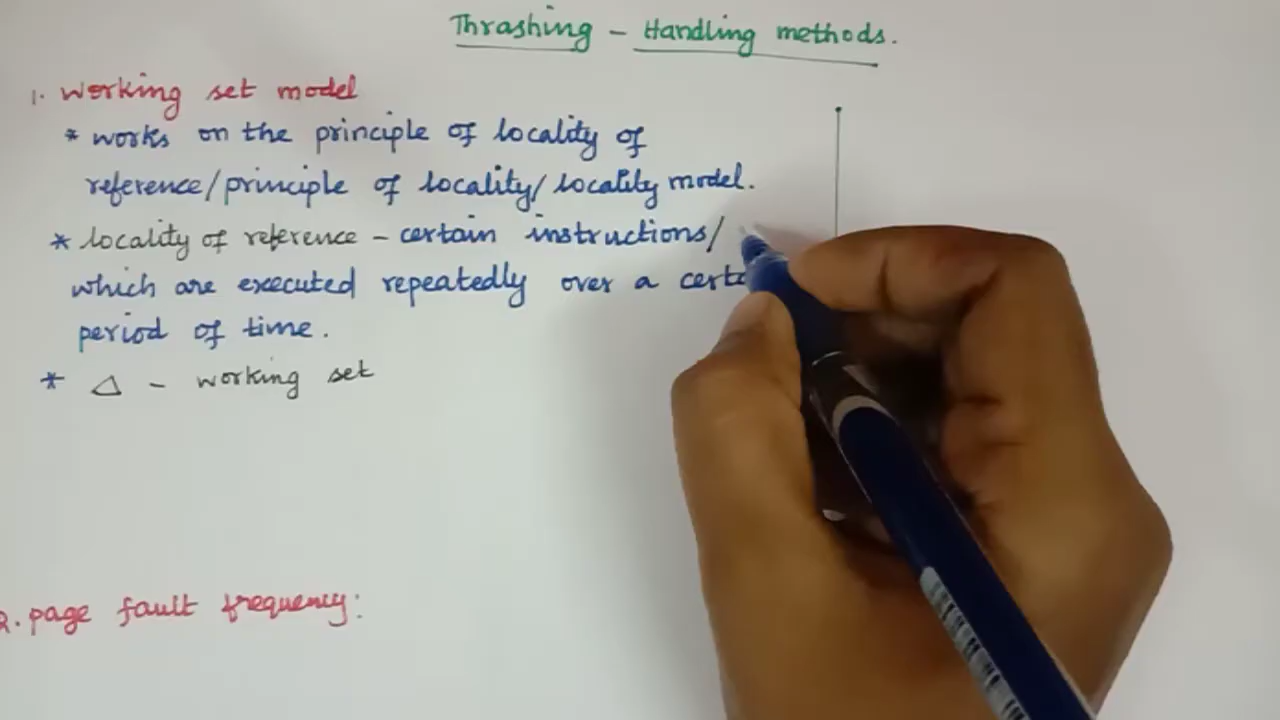 Thrashing - Handling methods.
1. Working set model
* works on the principle of locality of
reference/principle of locality/locality model.
* locality of reference - certain instructions/
which are executed repeatedly over a
period of time.
* △ - working set
2. page fault frequency: